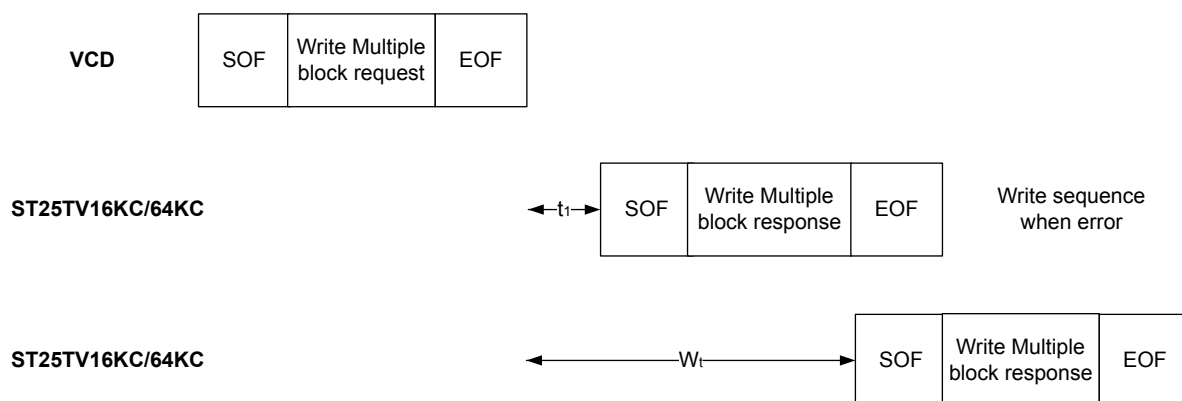 VCD
SOF
Write Multiple
block request
EOF
ST25TV16KC/64KC
t1
SOF
Write Multiple
block response
EOF
Write sequence
when error
ST25TV16KC/64KC
Wt
SOF
Write Multiple
block response
EOF